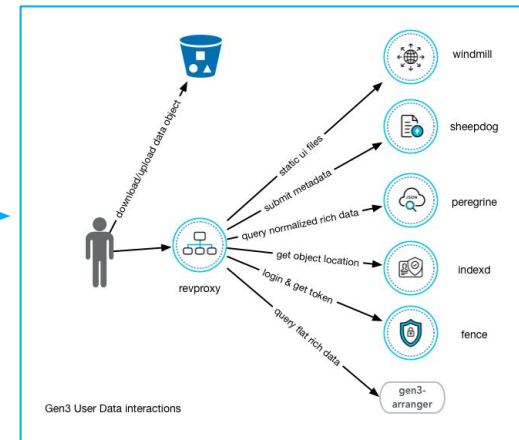 windmill
download/upload data object
static ui files
sheepdog
submit metadata
JSON
peregrine
query normalized rich data
get object location
indexd
revproxy
login & get token
fence
query flat rich data
gen3-
arranger
Gen3 User Data interactions